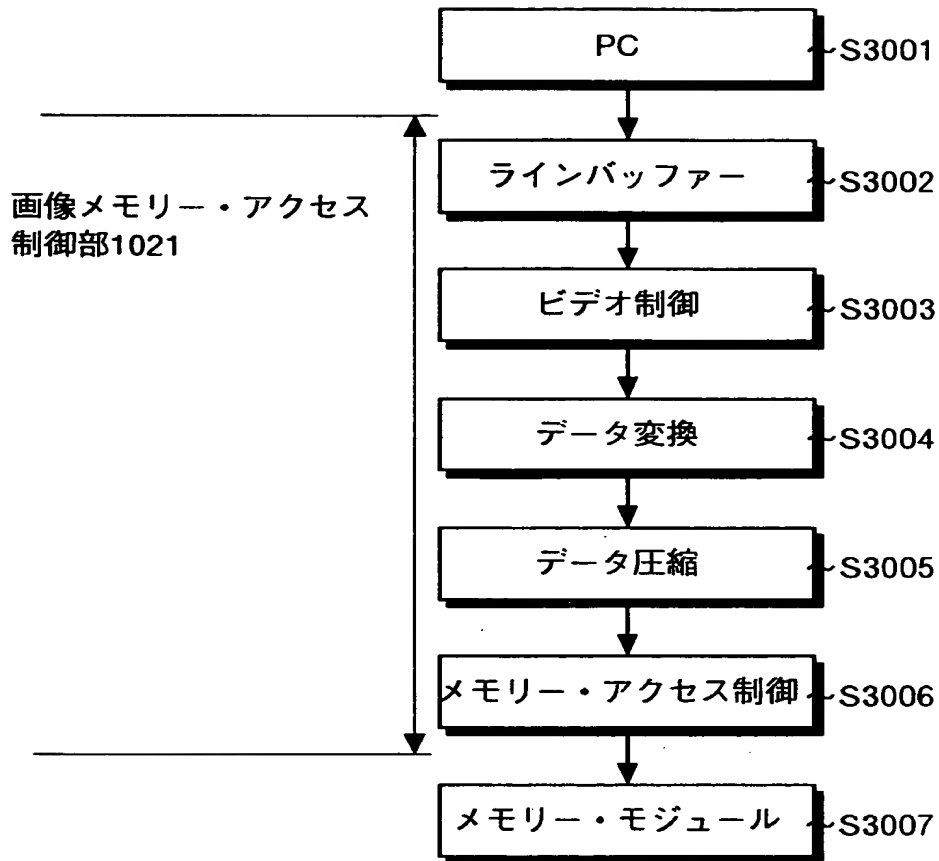 PC
S3001
ラインバッファー
S3002
画像メモリー・アクセス
制御部1021
ビデオ制御
S3003
データ変換
S3004
データ圧縮
S3005
メモリー・アクセス制御
S3006
メモリー・モジュール
S3007